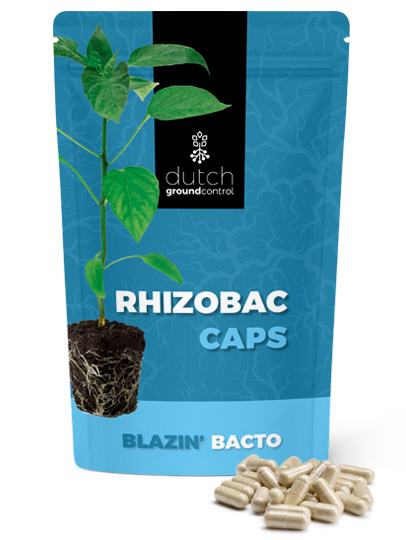 dutch
groundcontrol
RHIZOBAC
CAPS
BLAZIN' BACTO